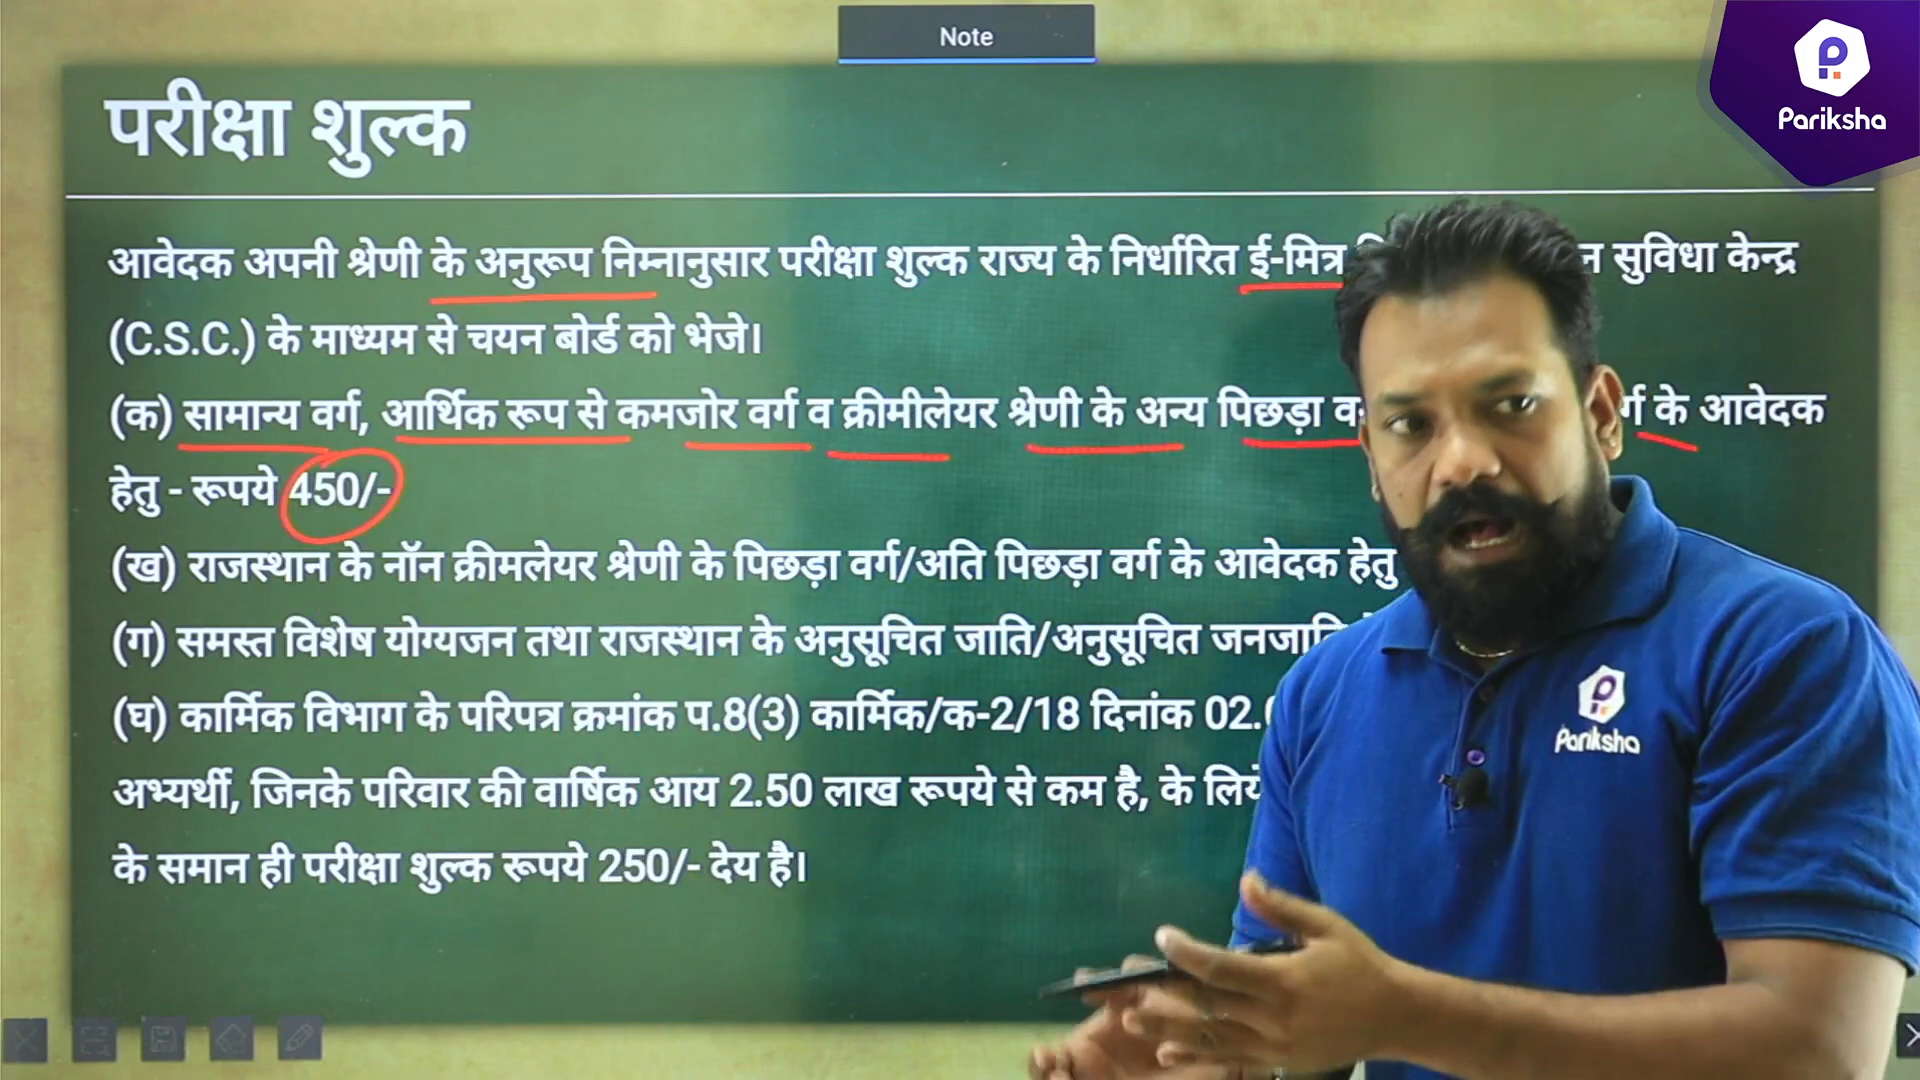 Note
Pariksha
परीक्षा शुल्क
आवेदक अपनी श्रेणी के अनुरूप निम्नानुसार परीक्षा शुल्क राज्य के निर्धारित ई-मित्र न सुविधा केन्द्र
(C.S.C.) के माध्यम से चयन बोर्ड को भेजे।
(क) सामान्य वर्ग, आर्थिक रूप से कमजोर वर्ग व क्रीमीलेयर श्रेणी के अन्य पिछड़ा के आवेदक
हेतु - रूपये 450/-
(ख) राजस्थान के नॉन क्रीमलेयर श्रेणी के पिछड़ा वर्ग/अति पिछड़ा वर्ग के आवेदक हेतु
(ग) समस्त विशेष योग्यजन तथा राजस्थान के अनुसूचित जाति/अनुसूचित
(घ) कार्मिक विभाग के परिपत्र क्रमांक प.8(3) कार्मिक/क-2/18 दिनांक 02.
अभ्यर्थी, जिनके परिवार की वार्षिक आय 2.50 लाख रूपये से कम है, के लिये
के समान ही परीक्षा शुल्क रूपये 250/- देय है।
Pariksha